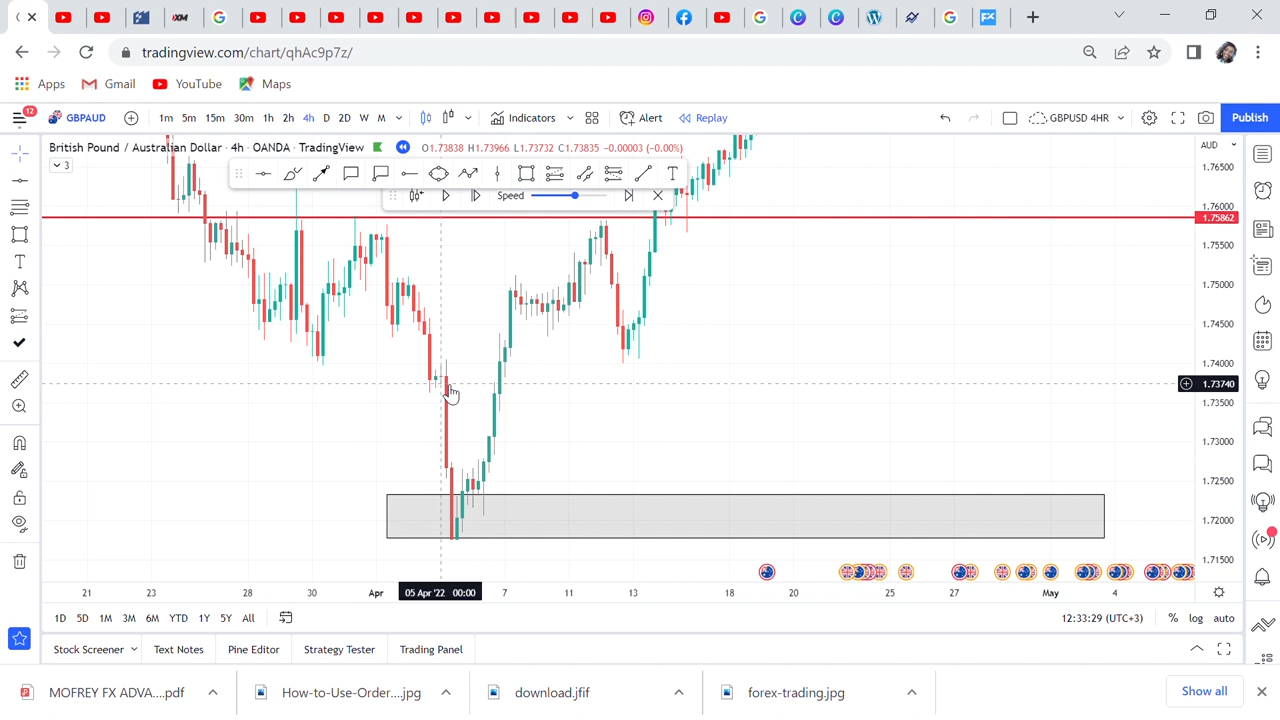 tradingview.com/chart/qhAc9p7z/
Apps Gmail YouTube Maps
12 GBPAUD 1m 5m 15m 30m 1h 2h 4h D 2D W M Indicators Alert Replay GBPUSD 4HR Publish
British Pound / Australian Dollar · 4h · OANDA · TradingView O1.73838 H1.73966 L1.73732 C1.73835 -0.00003 (-0.00%) AUD
3
1.76500
Speed
1.76000
1.75862
1.75500
1.75000
1.74500
1.74000
1.73740
1.73500
1.73000
1.72500
1.72000
1.71500
21 23 28 30 Apr 05 Apr '22 00:00 7 11 13 18 20 25 27 May 4
1D 5D 1M 3M 6M YTD 1Y 5Y All 12:33:29 (UTC+3) % log auto
Stock Screener Text Notes Pine Editor Strategy Tester Trading Panel
MOFREY FX ADVA....pdf How-to-Use-Order....jpg download.jfif forex-trading.jpg Show all